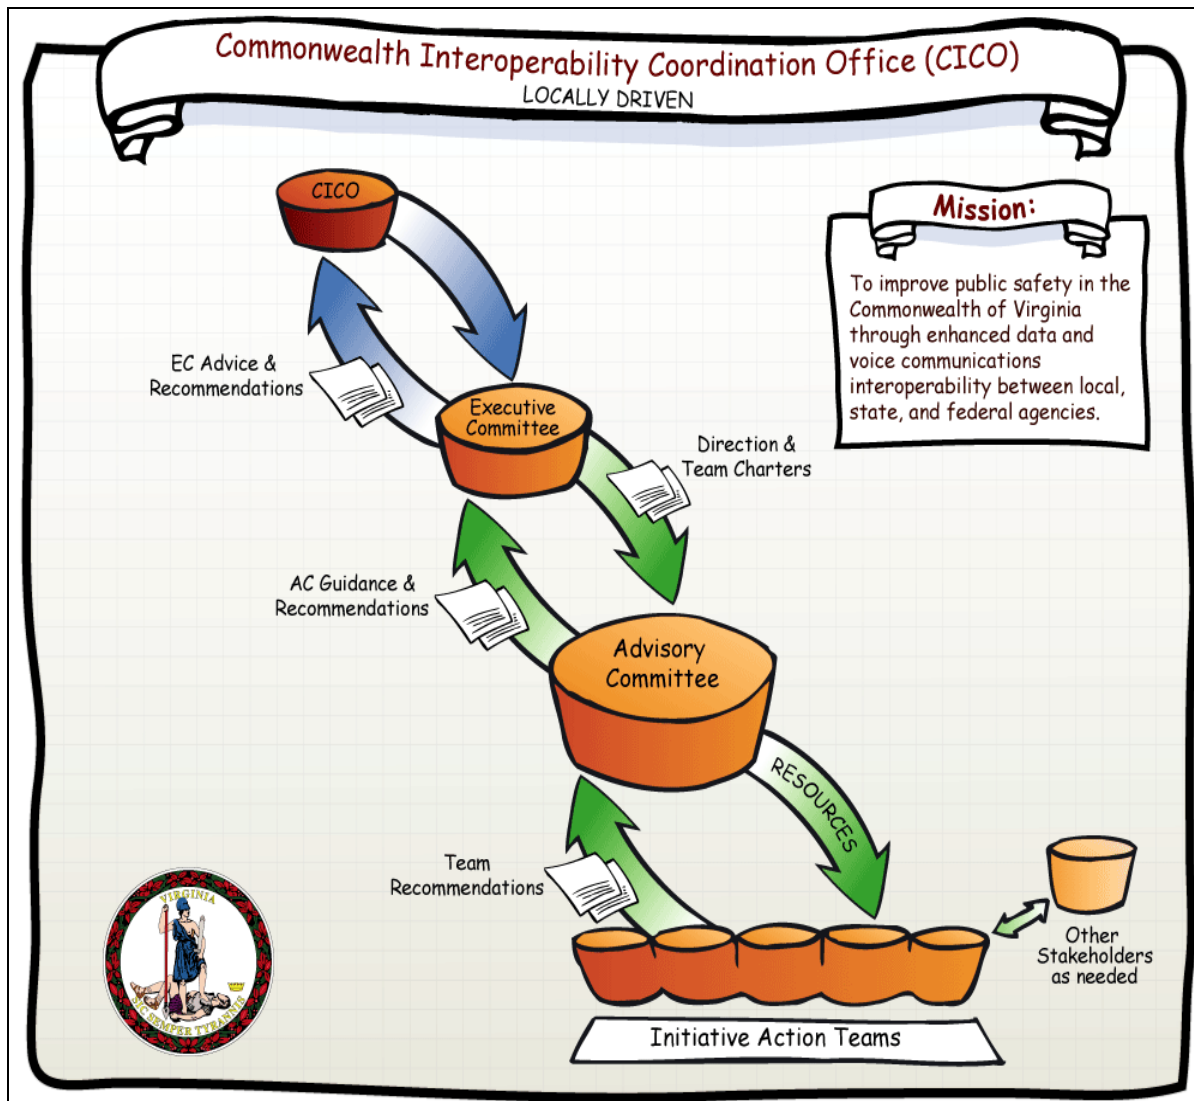 Commonwealth Interoperability Coordination Office (CICO)
LOCALLY DRIVEN
CICO
Mission:
To improve public safety in the
Commonwealth of Virginia
through enhanced data and
voice communications
interoperability between local,
state, and federal agencies.
EC Advice &
Recommendations
Executive
Committee
Direction &
Team Charters
AC Guidance &
Recommendations
Advisory
Committee
RESOURCES
Team
Recommendations
Other
Stakeholders
as needed
Initiative Action Teams
VIRGINIA
SIC SEMPER TYRANNIS